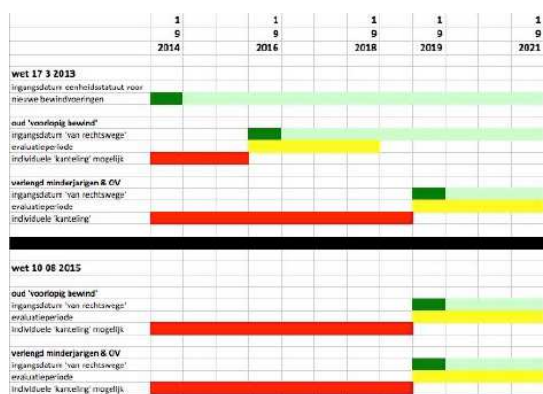 1 1 1 1 1
9 9 9 9 9
2014 2016 2018 2019 2021
wet 17 3 2013
ingangsdatum eenheidsstatuut voor
nieuwe bewindvoeringen
oud 'voorlopig bewind'
ingangsdatum 'van rechtswege'
evaluatieperiode
individuele 'kanteling' mogelijk
verlengd minderjarigen & OV
ingangsdatum 'van rechtswege'
evaluatieperiode
individuele 'kanteling'
wet 10 08 2015
oud 'voorlopig bewind'
ingangsdatum 'van rechtswege'
evaluatieperiode
individuele 'kanteling' mogelijk
verlengd minderjarigen & OV
ingangsdatum 'van rechtswege'
evaluatieperiode
individuele 'kanteling' mogelijk